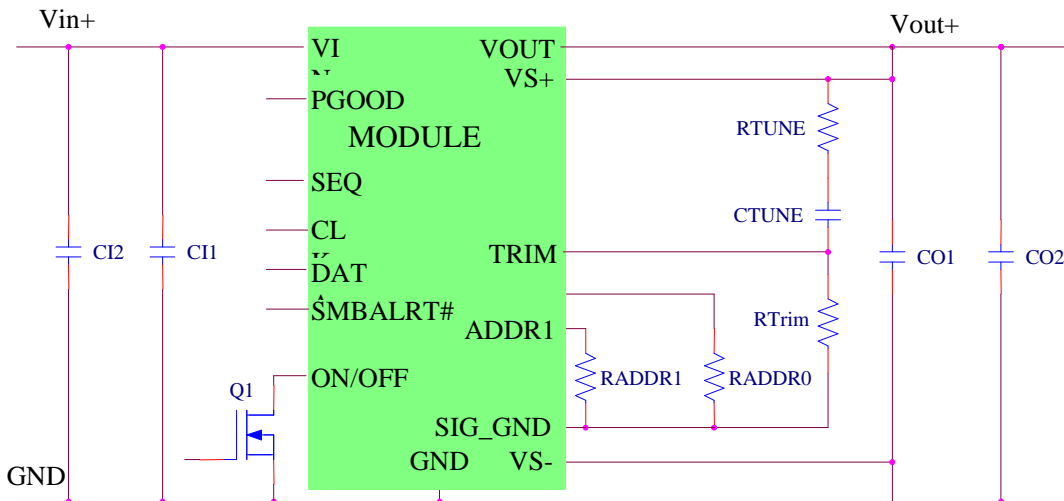 Vin+
Vout+
VI
VOUT
VS+
PGOOD
RTUNE
MODULE
SEQ
CTUNE
CL
TRIM
CI2
CI1
CO1
CO2
DAT
SMBALRT#
RTrim
ADDR1
ON/OFF
RADDR1
RADDR0
Q1
SIG_GND
GND
VS-
GND